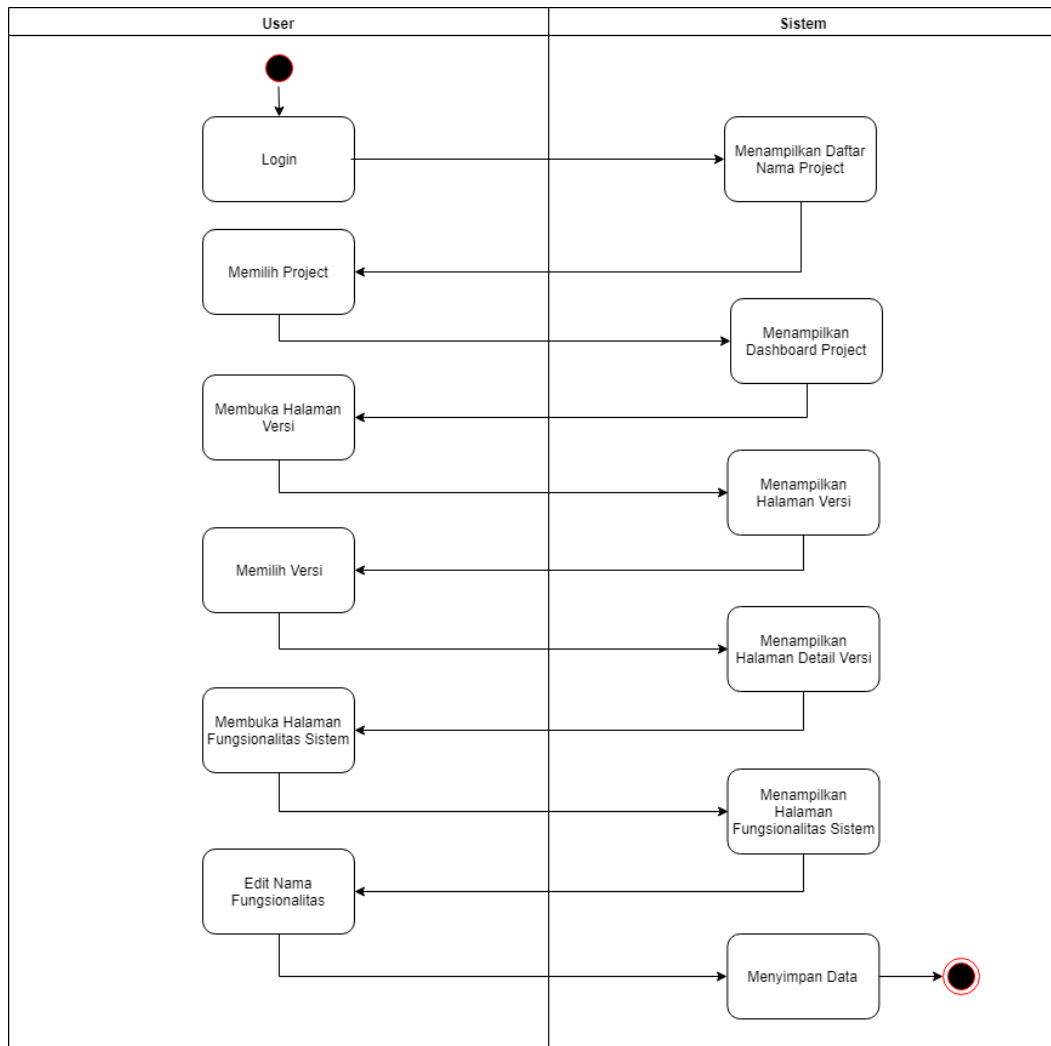 User
Sistem
Login
Menampilkan Daftar
Nama Project
Memilih Project
Menampilkan
Dashboard Project
Membuka Halaman
Versi
Menampilkan
Halaman Versi
Memilih Versi
Menampilkan
Halaman Detail Versi
Membuka Halaman
Fungsionalitas Sistem
Menampilkan
Halaman
Fungsionalitas Sistem
Edit Nama
Fungsionalitas
Menyimpan Data